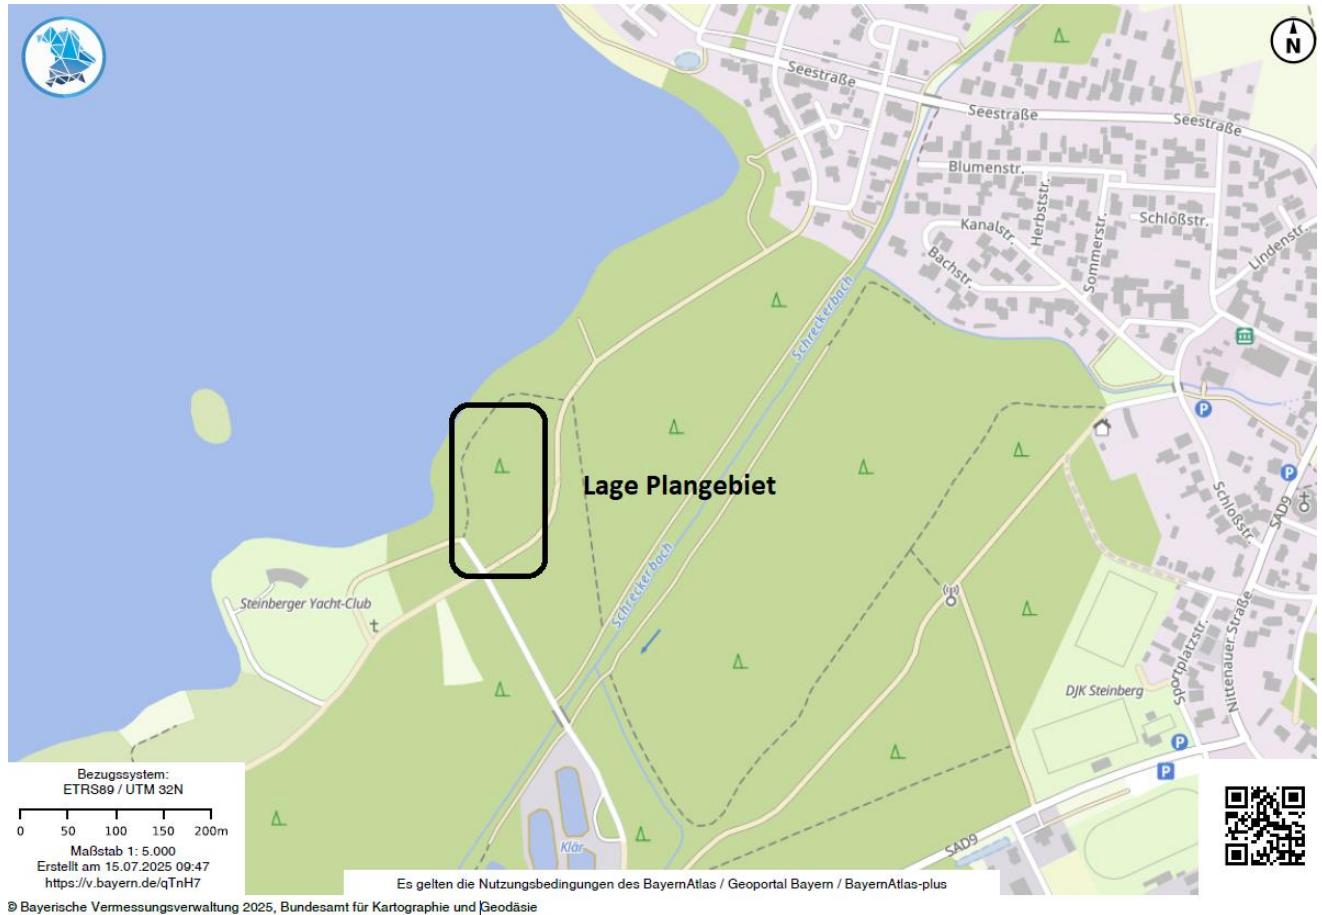 N
Seestraße
Seestraße
Seestraße
Blumenstr.
Herbststr.
Sommerstr.
Schloßstr.
Kanalstr.
Lindenstr.
Bachstr.
Schreckerbach
P
Lage Plangebiet
P
Schloßstr.
SAD9
Schreckerbach
Steinberger Yacht-Club
Sportplatzstr.
Nittenauer Straße
DJK Steinberg
P
P
Klär
SAD9
Bezugssystem:
ETRS89 / UTM 32N
0 50 100 150 200m
Maßstab 1: 5.000
Erstellt am 15.07.2025 09:47
https://v.bayern.de/qTnH7
Es gelten die Nutzungsbedingungen des BayernAtlas / Geoportal Bayern / BayernAtlas-plus
© Bayerische Vermessungsverwaltung 2025, Bundesamt für Kartographie und Geodäsie